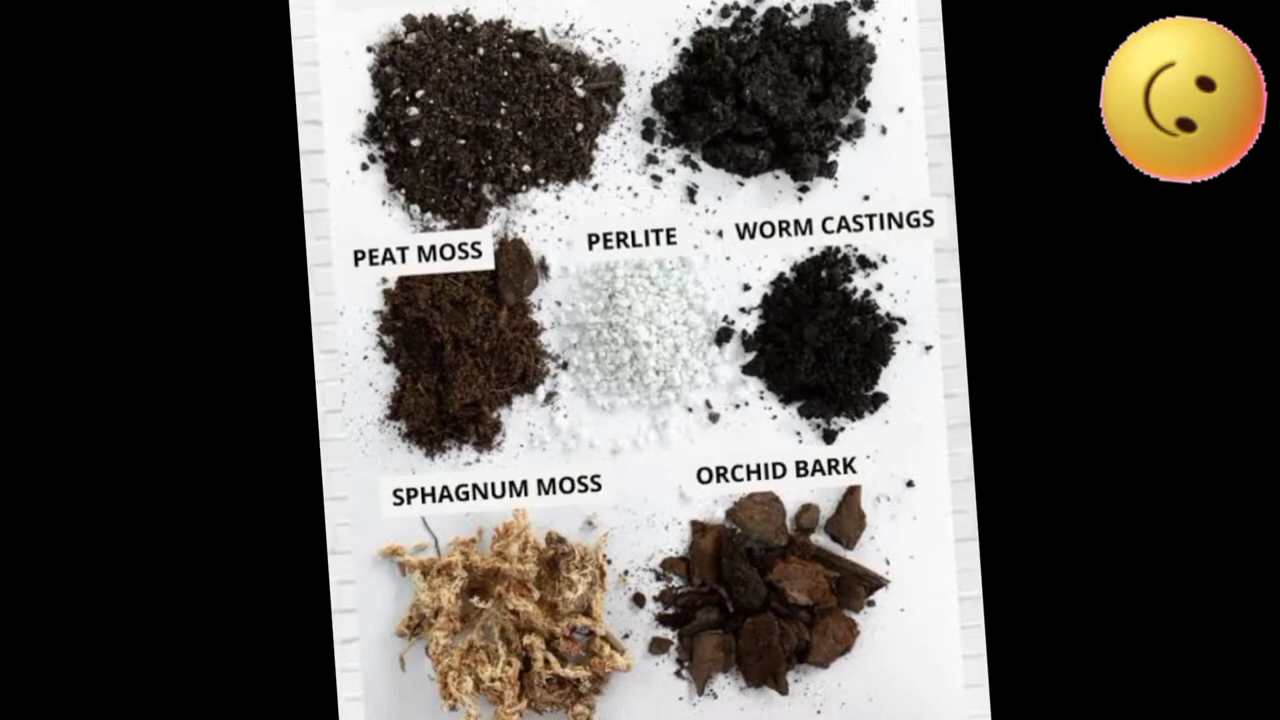 PEAT MOSS
PERLITE
WORM CASTINGS
SPHAGNUM MOSS
ORCHID BARK